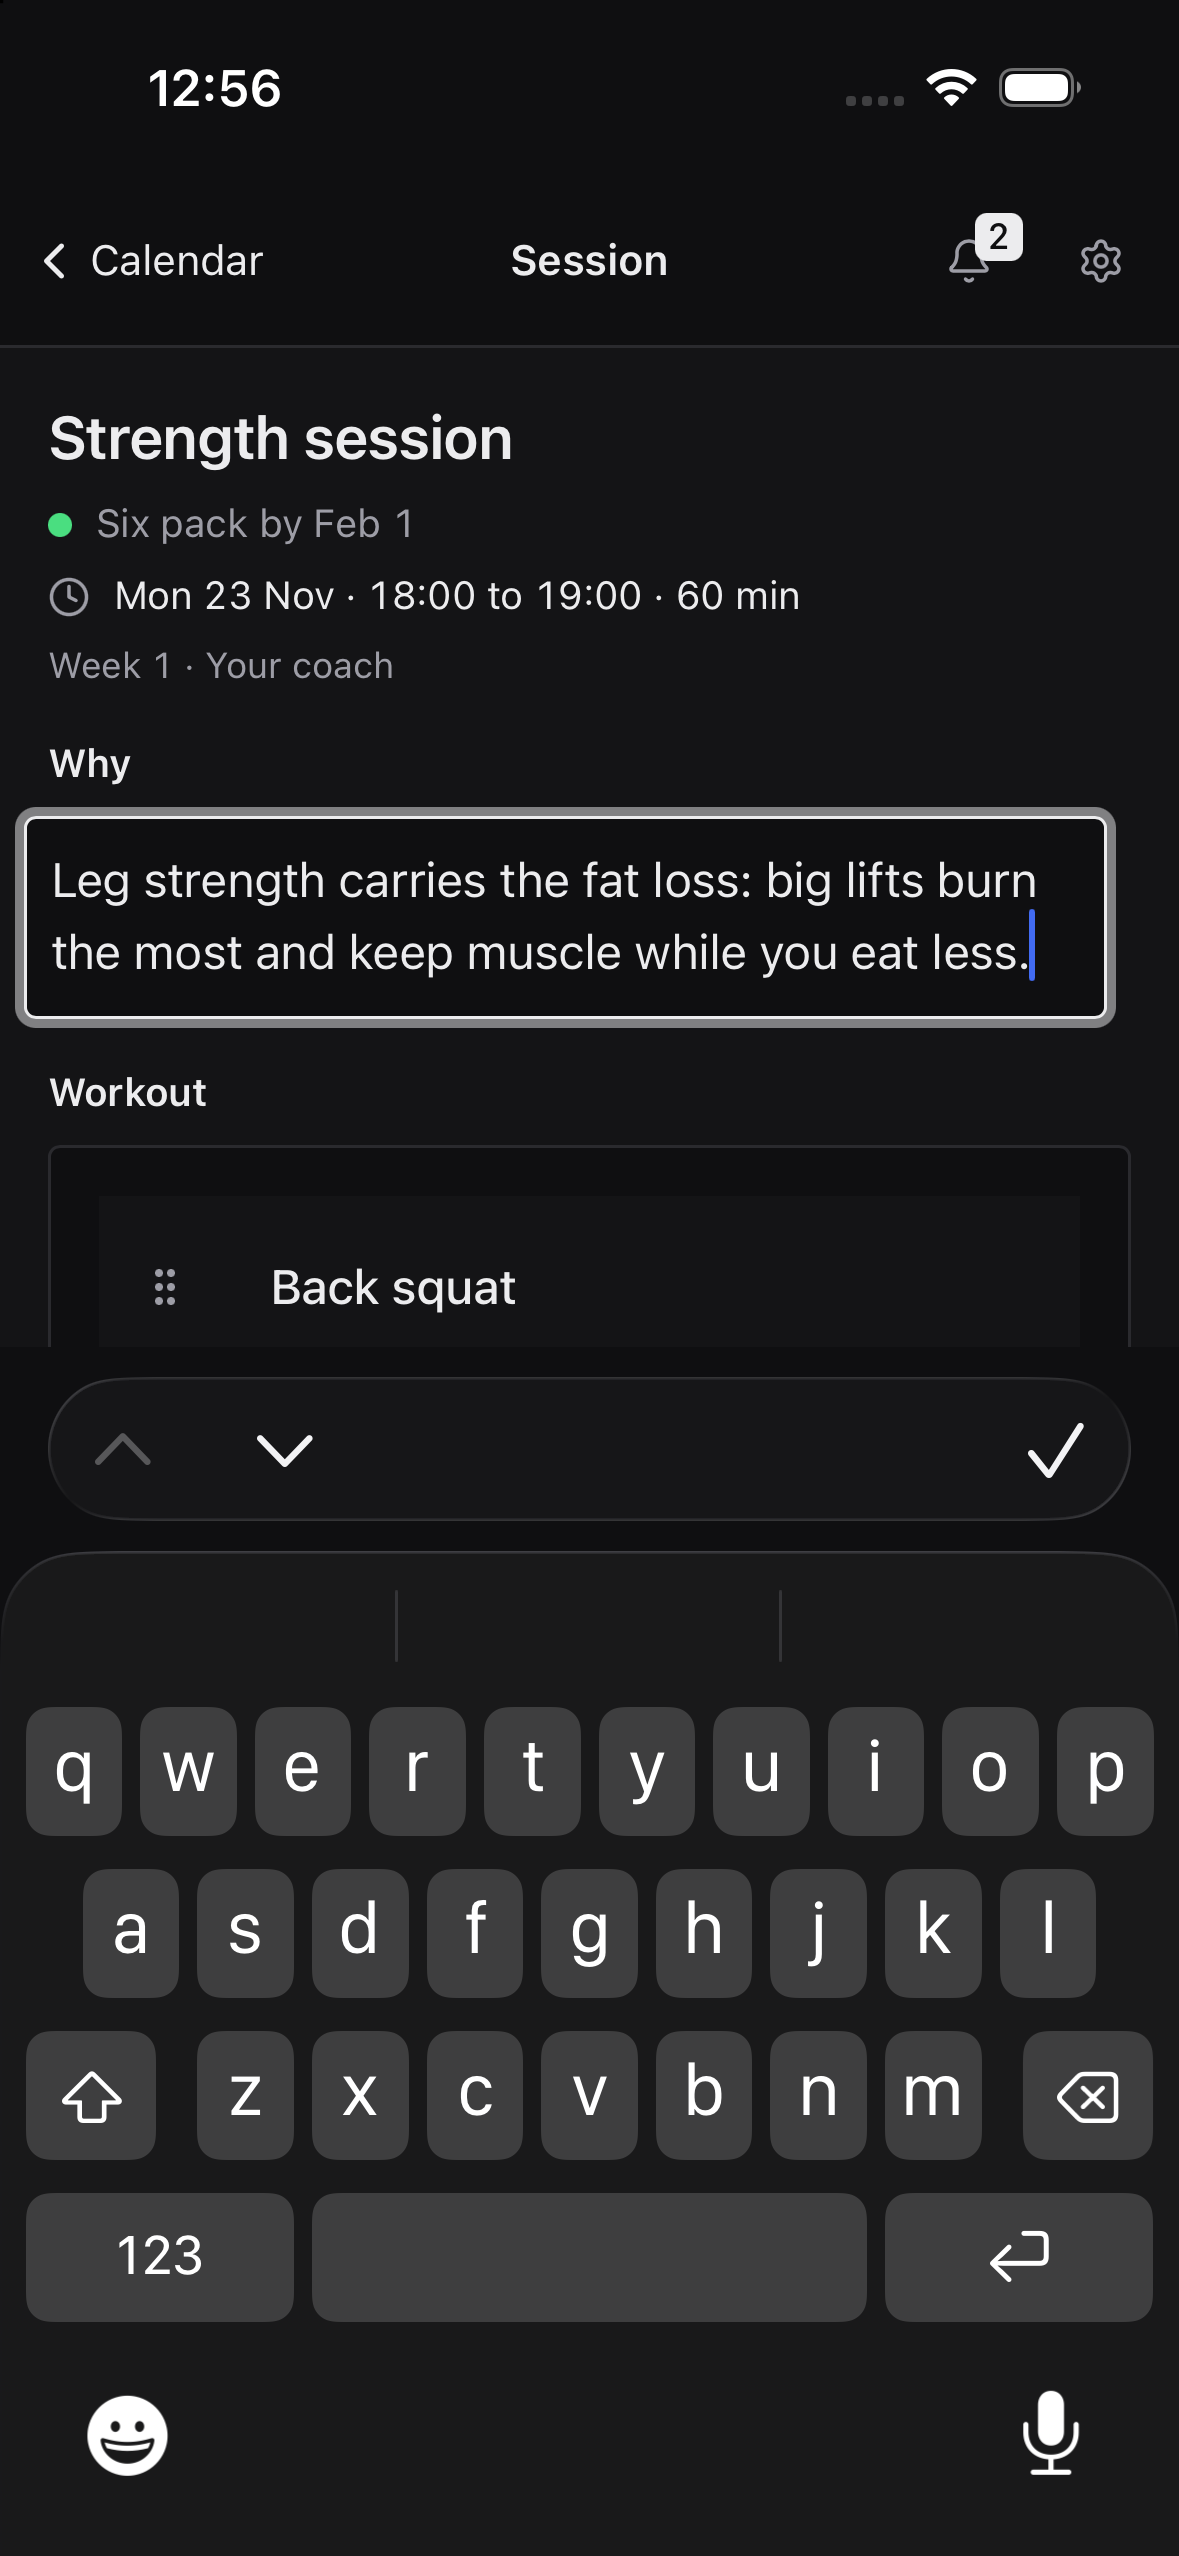 12:56
Calendar
Session
2
Strength session
Six pack by Feb 1
Mon 23 Nov · 18:00 to 19:00 · 60 min
Week 1 · Your coach
Why
Leg strength carries the fat loss: big lifts burn
the most and keep muscle while you eat less.
Workout
Back squat
q w e r t y u i o p
a s d f g h j k l
z x c v b n m
123